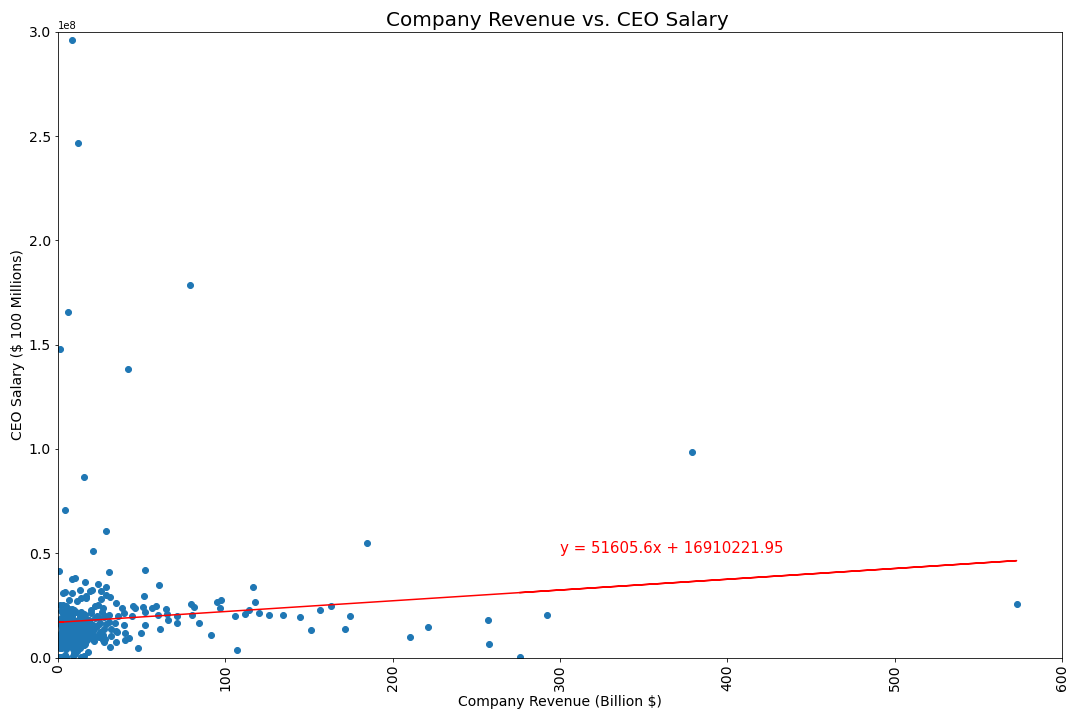 Company Revenue vs. CEO Salary
1e8
3.0
2.5
2.0
1.5
1.0
0.5
0.0
CEO Salary ($ 100 Millions)
y = 51605.6x + 16910221.95
0
100
200
300
400
500
600
Company Revenue (Billion $)